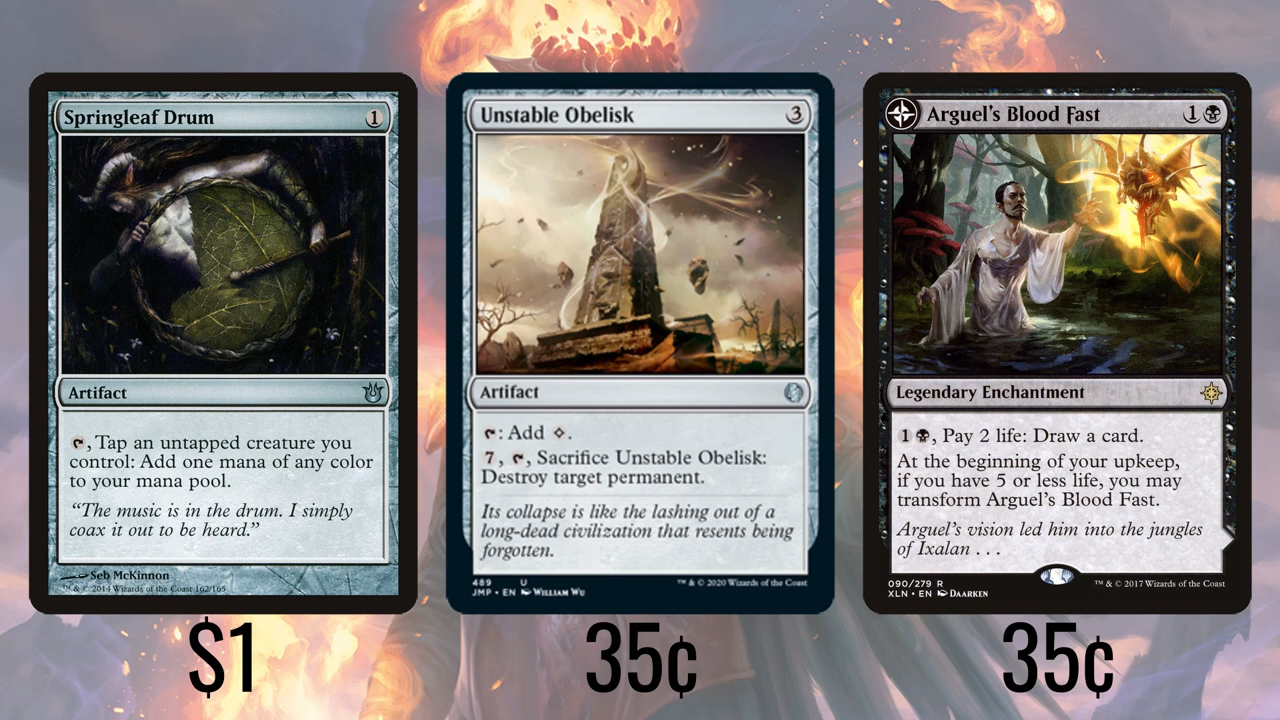 Springleaf Drum 1
Artifact
, Tap an untapped creature you
control: Add one mana of any color
to your mana pool.
“The music is in the drum. I simply
coax it out to be heard.”
Seb McKinnon
™ & © 2014 Wizards of the Coast 162/165
$1
Unstable Obelisk 3
Artifact
: Add .
7, , Sacrifice Unstable Obelisk:
Destroy target permanent.
Its collapse is like the lashing out of a
long-dead civilization that resents being
forgotten.
489 U
JMP • EN William Wu
™ & © 2020 Wizards of the Coast
35¢
Arguel's Blood Fast 1
Legendary Enchantment
1, Pay 2 life: Draw a card.
At the beginning of your upkeep,
if you have 5 or less life, you may
transform Arguel's Blood Fast.
Arguel's vision led him into the jungles
of Ixalan . . .
090/279 R
XLN • EN Daarken
™ & © 2017 Wizards of the Coast
35¢